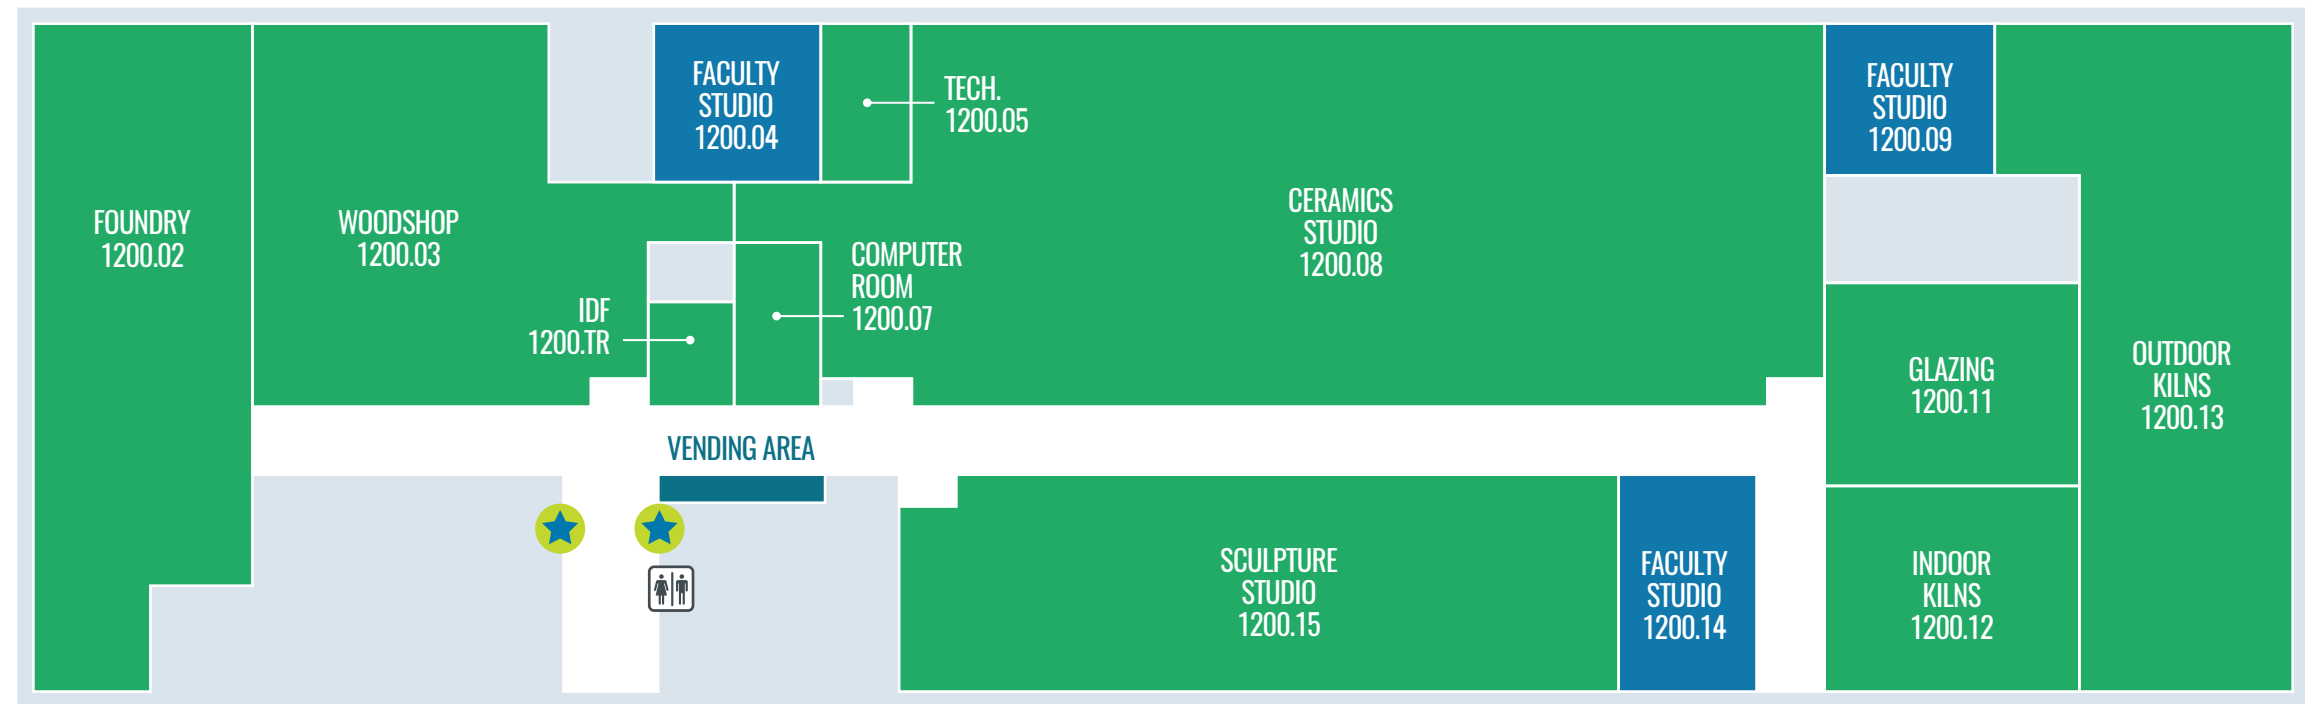 FOUNDRY
1200.02
WOODSHOP
1200.03
FACULTY
STUDIO
1200.04
TECH.
1200.05
IDF
1200.TR
COMPUTER
ROOM
1200.07
CERAMICS
STUDIO
1200.08
FACULTY
STUDIO
1200.09
GLAZING
1200.11
OUTDOOR
KILNS
1200.13
VENDING AREA
SCULPTURE
STUDIO
1200.15
FACULTY
STUDIO
1200.14
INDOOR
KILNS
1200.12